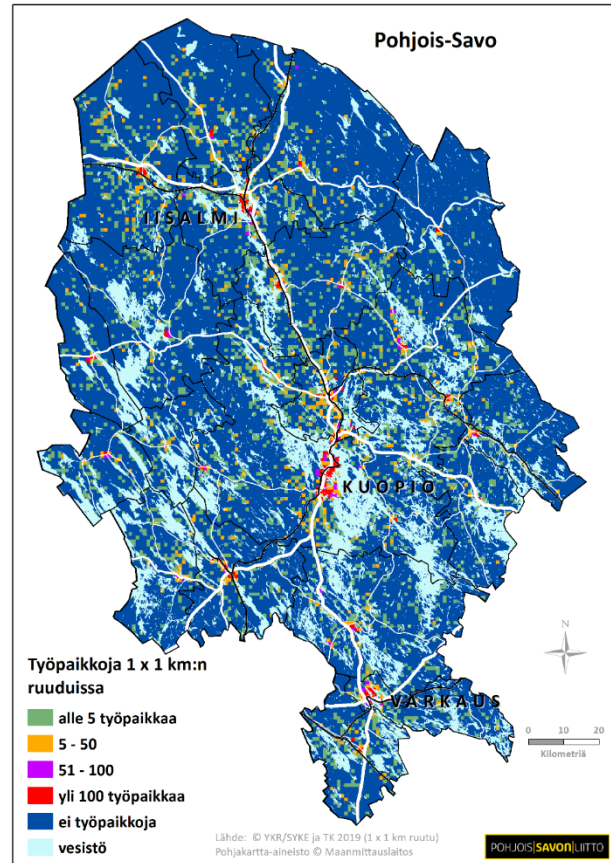 Pohjois-Savo
IISALMI
KUOPIO
VARKAUS
N
0 10 20
Kilometriä
Työpaikkoja 1 x 1 km:n
ruuduissa
alle 5 työpaikkaa
5 - 50
51 - 100
yli 100 työpaikkaa
ei työpaikkoja
vesistö
Lähde: © YKR/SYKE ja TK 2019 (1 x 1 km ruutu)
Pohjakartta-aineisto © Maanmittauslaitos
POHJOIS|SAVON|LIITTO